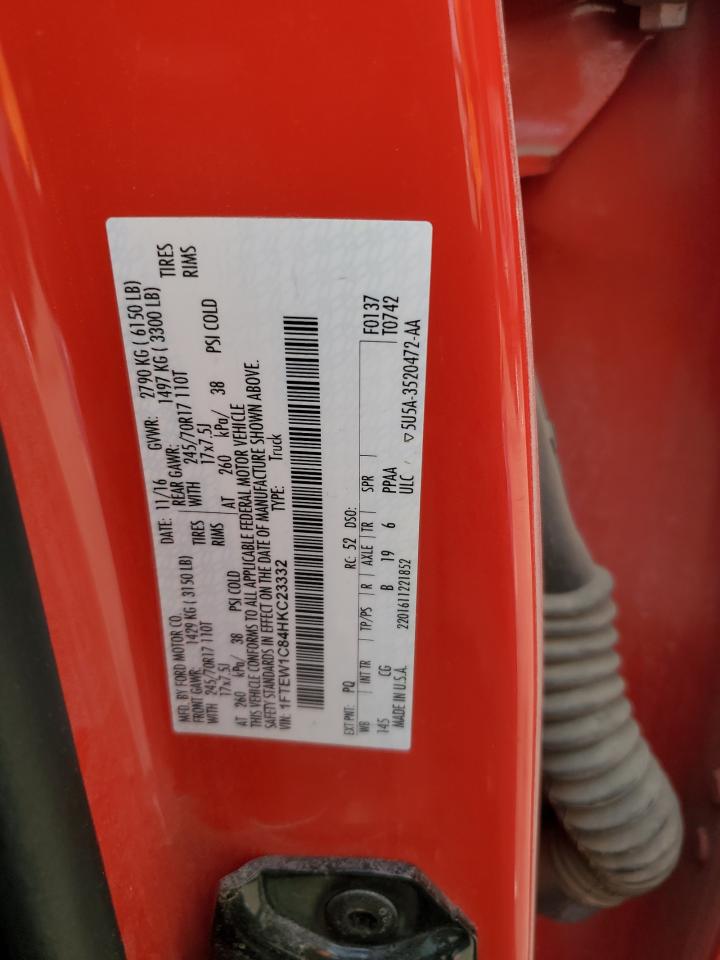 MFD. BY FORD MOTOR CO.
DATE: 11/16 GVWR: 2790 KG ( 6150 LB)
FRONT GAWR: 1429 KG ( 3150 LB) REAR GAWR: 1497 KG ( 3300 LB)
WITH 245/70R17 110T TIRES WITH 245/70R17 110T TIRES
17x7.5J RIMS 17x7.5J RIMS
AT 260 kPa/ 38 PSI COLD AT 260 kPa/ 38 PSI COLD
THIS VEHICLE CONFORMS TO ALL APPLICABLE FEDERAL MOTOR VEHICLE
SAFETY STANDARDS IN EFFECT ON THE DATE OF MANUFACTURE SHOWN ABOVE.
VIN: 1FTEW1C84HKC23332 TYPE: Truck
EXT PNT: PQ RC: 52 DSO: F0137
WB INT TR TP/PS R AXLE TR SPR T0742
145 CG B 19 6 PPAA
MADE IN U.S.A. 2201611221852 ULC ▽5U5A-3520472-AA